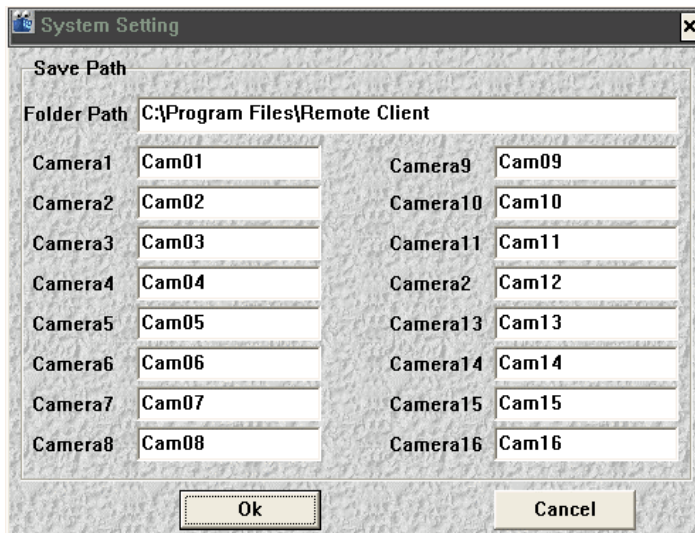 System Setting
Save Path
Folder Path C:\Program Files\Remote Client
Camera1 Cam01 Camera9 Cam09
Camera2 Cam02 Camera10 Cam10
Camera3 Cam03 Camera11 Cam11
Camera4 Cam04 Camera2 Cam12
Camera5 Cam05 Camera13 Cam13
Camera6 Cam06 Camera14 Cam14
Camera7 Cam07 Camera15 Cam15
Camera8 Cam08 Camera16 Cam16
Ok Cancel